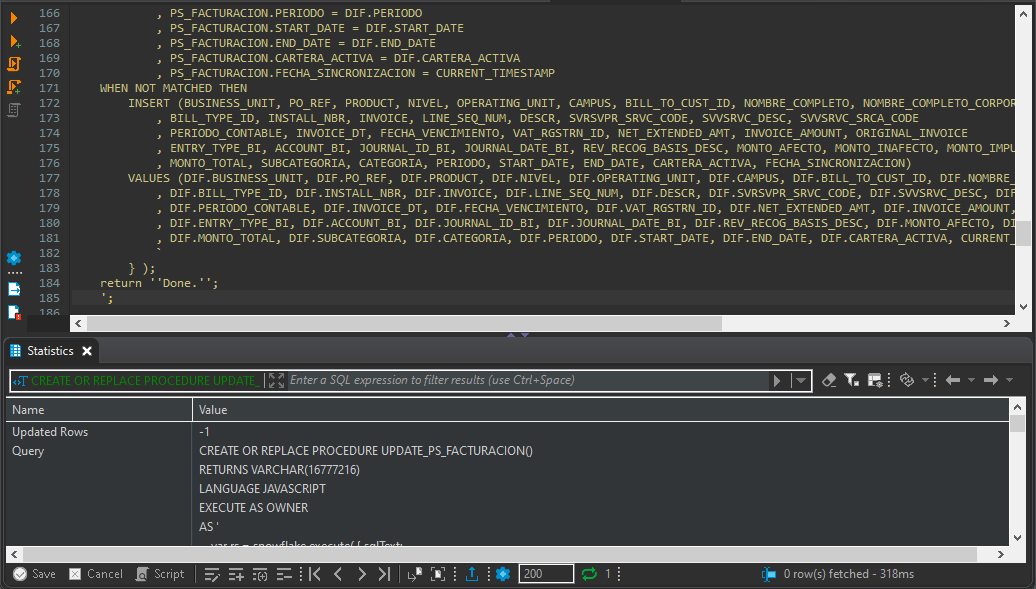 166 , PS_FACTURACION.PERIODO = DIF.PERIODO
167 , PS_FACTURACION.START_DATE = DIF.START_DATE
168 , PS_FACTURACION.END_DATE = DIF.END_DATE
169 , PS_FACTURACION.CARTERA_ACTIVA = DIF.CARTERA_ACTIVA
170 , PS_FACTURACION.FECHA_SINCRONIZACION = CURRENT_TIMESTAMP
171 WHEN NOT MATCHED THEN
172 INSERT (BUSINESS_UNIT, PO_REF, PRODUCT, NIVEL, OPERATING_UNIT, CAMPUS, BILL_TO_CUST_ID, NOMBRE_COMPLETO, NOMBRE_COMPLETO_CORPOR
173 , BILL_TYPE_ID, INSTALL_NBR, INVOICE, LINE_SEQ_NUM, DESCR, SVRSVPR_SRVC_CODE, SVVSRVC_DESC, SVVSRVC_SRCA_CODE
174 , PERIODO_CONTABLE, INVOICE_DT, FECHA_VENCIMIENTO, VAT_RGSTRN_ID, NET_EXTENDED_AMT, INVOICE_AMOUNT, ORIGINAL_INVOICE
175 , ENTRY_TYPE_BI, ACCOUNT_BI, JOURNAL_ID_BI, JOURNAL_DATE_BI, REV_RECOG_BASIS_DESC, MONTO_AFECTO, MONTO_INAFECTO, MONTO_IMPU
176 , MONTO_TOTAL, SUBCATEGORIA, CATEGORIA, PERIODO, START_DATE, END_DATE, CARTERA_ACTIVA, FECHA_SINCRONIZACION)
177 VALUES (DIF.BUSINESS_UNIT, DIF.PO_REF, DIF.PRODUCT, DIF.NIVEL, DIF.OPERATING_UNIT, DIF.CAMPUS, DIF.BILL_TO_CUST_ID, DIF.NOMBRE_
178 , DIF.BILL_TYPE_ID, DIF.INSTALL_NBR, DIF.INVOICE, DIF.LINE_SEQ_NUM, DIF.DESCR, DIF.SVRSVPR_SRVC_CODE, DIF.SVVSRVC_DESC, DIF
179 , DIF.PERIODO_CONTABLE, DIF.INVOICE_DT, DIF.FECHA_VENCIMIENTO, DIF.VAT_RGSTRN_ID, DIF.NET_EXTENDED_AMT, DIF.INVOICE_AMOUNT,
180 , DIF.ENTRY_TYPE_BI, DIF.ACCOUNT_BI, DIF.JOURNAL_ID_BI, DIF.JOURNAL_DATE_BI, DIF.REV_RECOG_BASIS_DESC, DIF.MONTO_AFECTO, DI
181 , DIF.MONTO_TOTAL, DIF.SUBCATEGORIA, DIF.CATEGORIA, DIF.PERIODO, DIF.START_DATE, DIF.END_DATE, DIF.CARTERA_ACTIVA, CURRENT_
182 `
183 } );
184 return ''Done.'';
185 ';
186
Statistics
CREATE OR REPLACE PROCEDURE UPDATE_ Enter a SQL expression to filter results (use Ctrl+Space)
Name Value
Updated Rows -1
Query CREATE OR REPLACE PROCEDURE UPDATE_PS_FACTURACION()
RETURNS VARCHAR(16777216)
LANGUAGE JAVASCRIPT
EXECUTE AS OWNER
AS '
var rs = snowflake.execute( { sqlText:
Save Cancel Script 200 1 0 row(s) fetched - 318ms